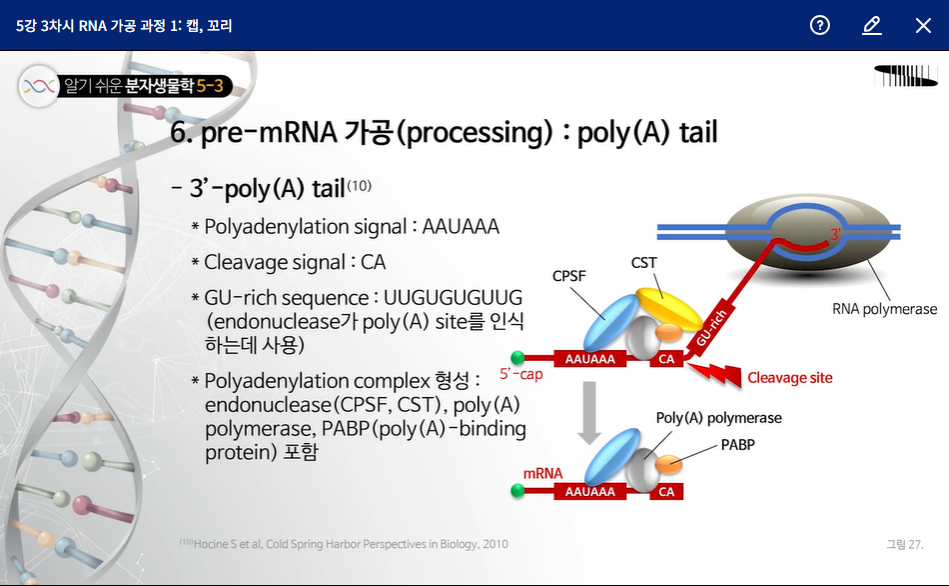 5강 3차시 RNA 가공 과정 1: 캡, 꼬리
알기 쉬운 분자생물학 5-3
6. pre-mRNA 가공(processing) : poly(A) tail
- 3’-poly(A) tail(10)
* Polyadenylation signal : AAUAAA
* Cleavage signal : CA
* GU-rich sequence : UUGUGUGUUG
(endonuclease가 poly(A) site를 인식
하는데 사용)
* Polyadenylation complex 형성 :
endonuclease(CPSF, CST), poly(A)
polymerase, PABP(poly(A)-binding
protein) 포함
3'
CST
CPSF
RNA polymerase
GU-rich
AAUAAA
CA
5’-cap
Cleavage site
Poly(A) polymerase
PABP
mRNA
AAUAAA
CA
(10)Hocine S et al, Cold Spring Harbor Perspectives in Biology, 2010
그림 27.